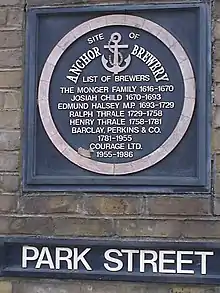 SITE OF
ANCHOR BREWERY
LIST OF BREWERS
THE MONGER FAMILY 1616-1670
JOSIAH CHILD 1670-1693
EDMUND HALSEY M.P. 1693-1729
RALPH THRALE 1729-1758
HENRY THRALE 1758-1781
BARCLAY, PERKINS & CO.
1781-1955
COURAGE LTD.
1955-1986
PARK STREET